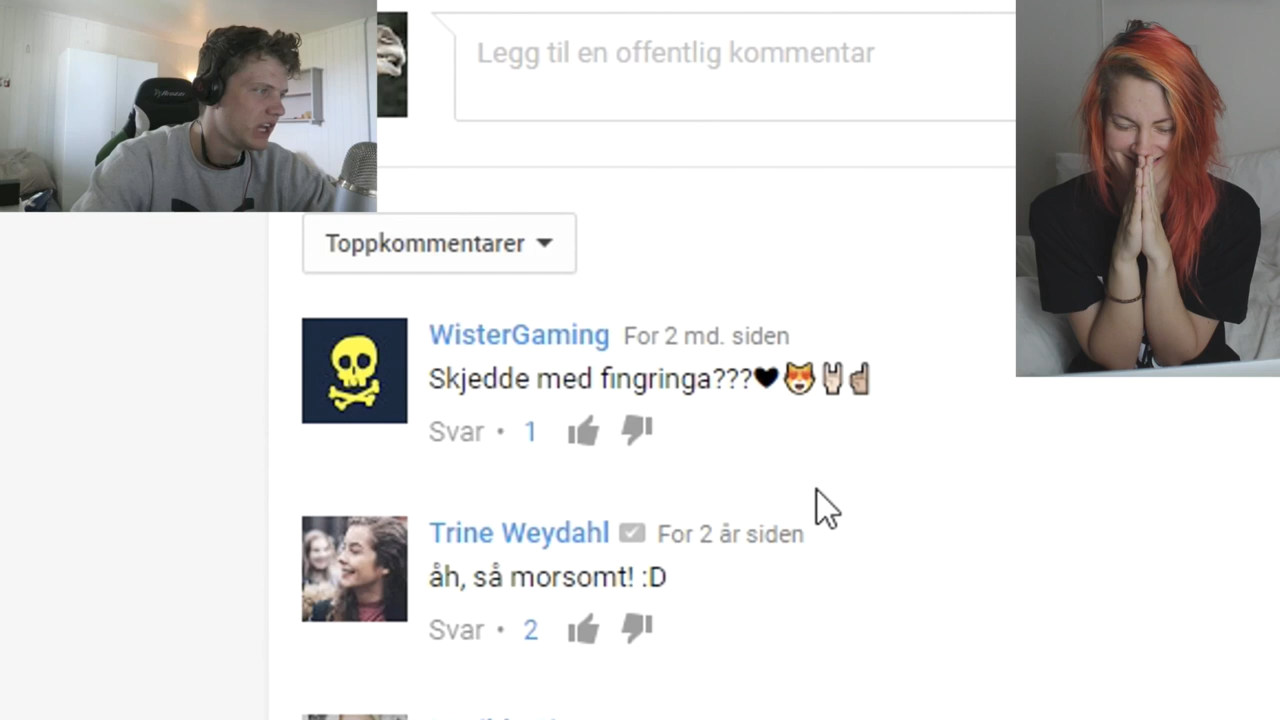 Legg til en offentlig kommentar
Toppkommentarer
WisterGaming For 2 md. siden
Skjedde med fingringa???🖤😻🤘🏻☝🏽
Svar • 1
Trine Weydahl For 2 år siden
åh, så morsomt! :D
Svar • 2